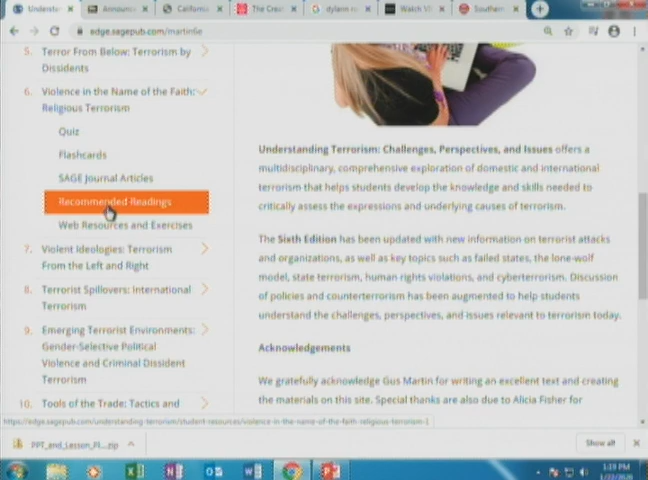 Understa
Announc
California
The Crea
dylann r
Watch V
Southern
edge.sagepub.com/martin6e
5. Terror From Below: Terrorism by
Dissidents
6. Violence in the Name of the Faith:
Religious Terrorism
Quiz
Flashcards
SAGE Journal Articles
Recommended Readings
Web Resources and Exercises
7. Violent Ideologies: Terrorism
From the Left and Right
8. Terrorist Spillovers: International
Terrorism
9. Emerging Terrorist Environments:
Gender-Selective Political
Violence and Criminal Dissident
Terrorism
10. Tools of the Trade: Tactics and
Understanding Terrorism: Challenges, Perspectives, and Issues offers a
multidisciplinary, comprehensive exploration of domestic and international
terrorism that helps students develop the knowledge and skills needed to
critically assess the expressions and underlying causes of terrorism.
The Sixth Edition has been updated with new information on terrorist attacks
and organizations, as well as key topics such as failed states, the lone-wolf
model, state terrorism, human rights violations, and cyberterrorism. Discussion
of policies and counterterrorism has been augmented to help students
understand the challenges, perspectives, and issues relevant to terrorism today.
Acknowledgements
We gratefully acknowledge Gus Martin for writing an excellent text and creating
the materials on this site. Special thanks are also due to Alicia Fisher for
https://edge.sagepub.com/understanding-terrorism/student-resources/violence-in-the-name-of-the-faith-religious-terrorism-1
PPT_and_Lesson_Pl....zip
Show all
1:19 PM
1/22/2020